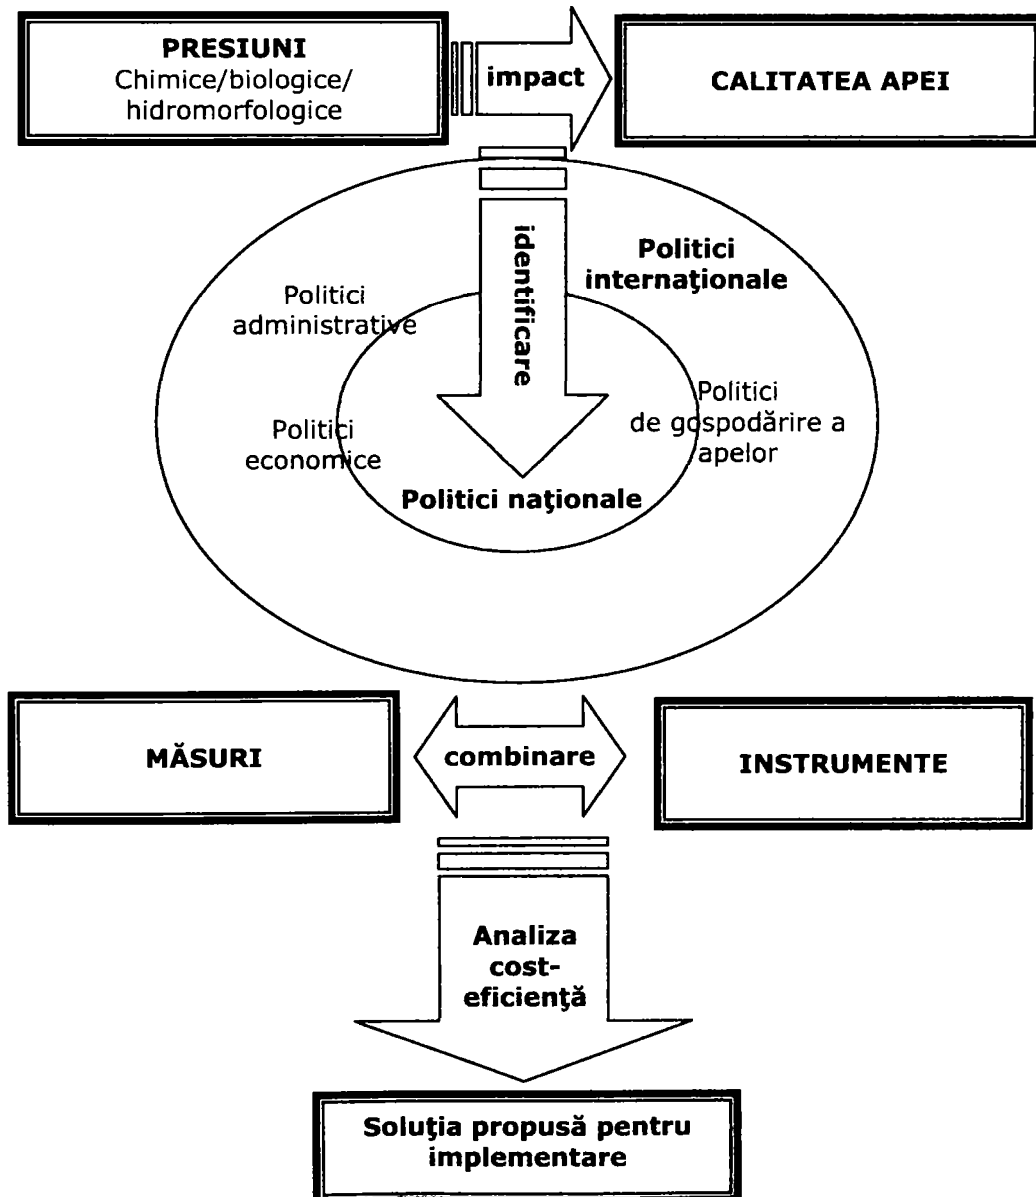 PRESIUNI
Chimice/biologice/
hidromorfologice
impact
CALITATEA APEI
identificare
Politici
internaţionale
Politici
administrative
Politici
economice
Politici
de gospodărire a
apelor
Politici naţionale
MĂSURI
combinare
INSTRUMENTE
Analiza
cost-
eficienţă
Soluţia propusă pentru
implementare